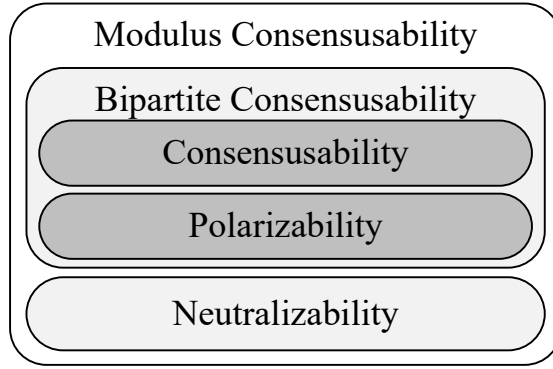 Modulus Consensusability
Bipartite Consensusability
Consensusability
Polarizability
Neutralizability